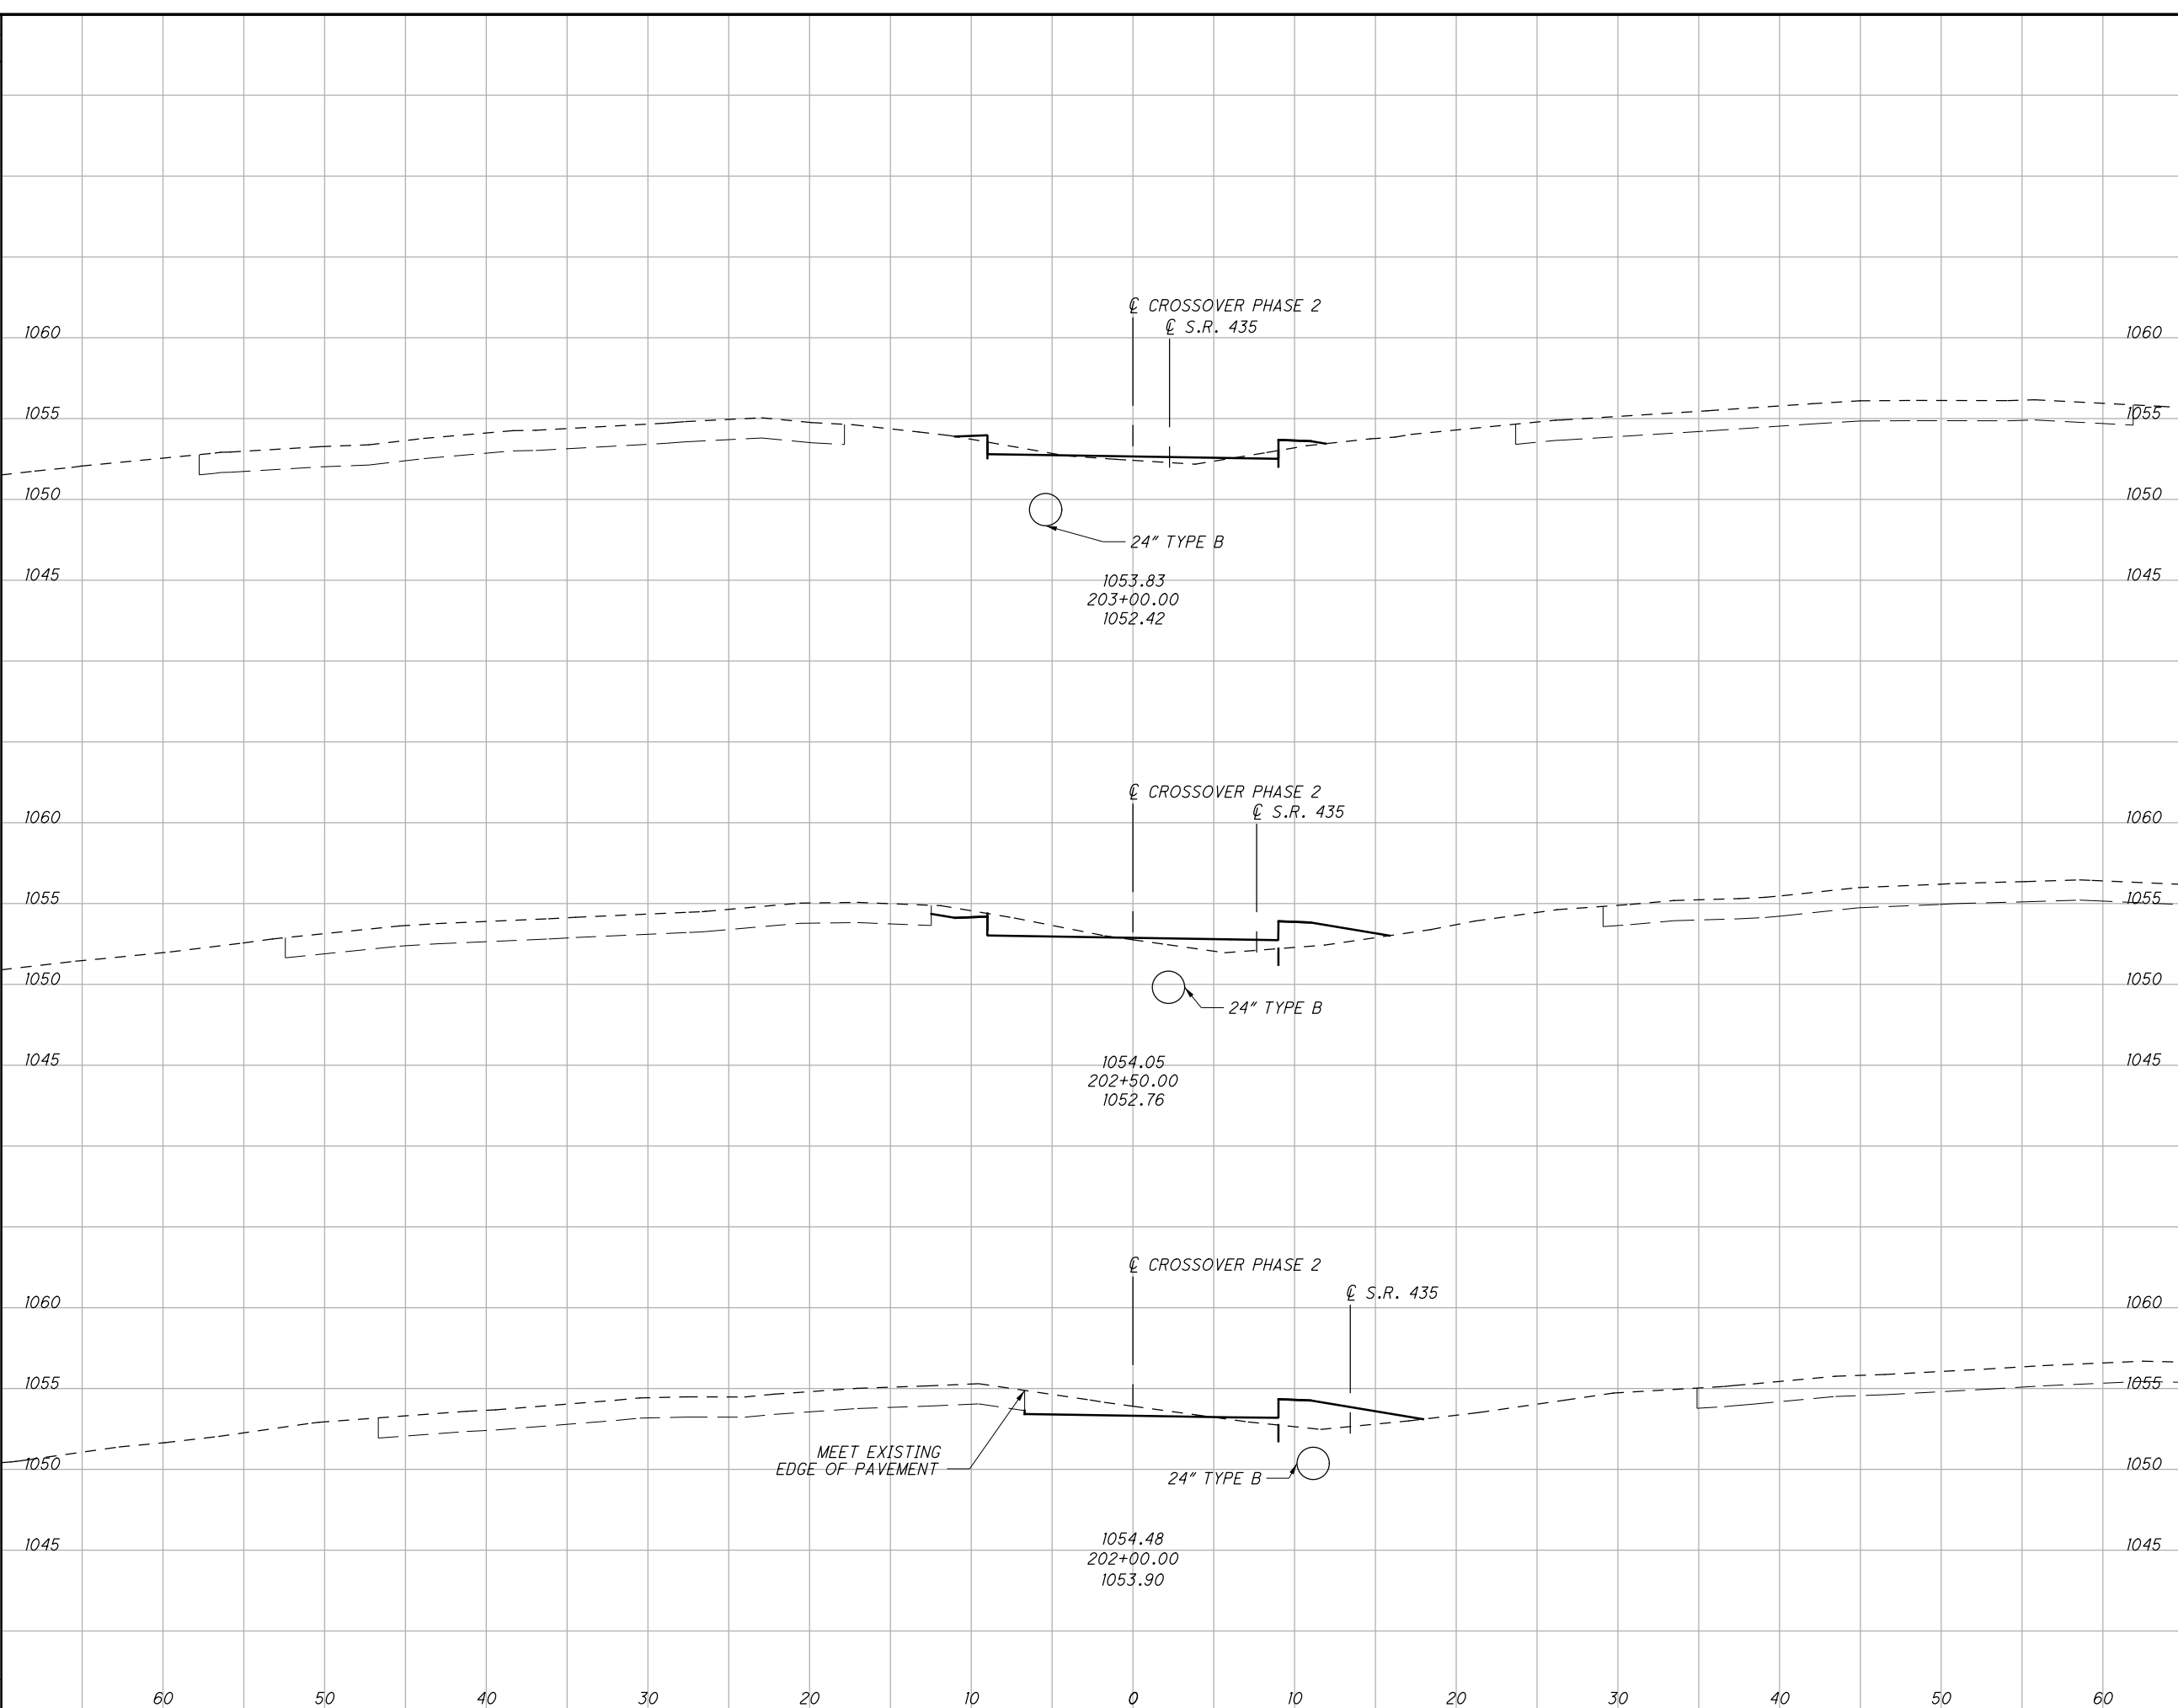 ℄ CROSSOVER PHASE 2
℄ S.R. 435
1060 1060
1055 1055
1050 1050
24" TYPE B
1045 1045
1053.83
203+00.00
1052.42
℄ CROSSOVER PHASE 2
℄ S.R. 435
1060 1060
1055 1055
1050 1050
24" TYPE B
1045 1045
1054.05
202+50.00
1052.76
℄ CROSSOVER PHASE 2
℄ S.R. 435
1060 1060
1055 1055
MEET EXISTING
EDGE OF PAVEMENT
1050 1050
24" TYPE B
1045 1045
1054.48
202+00.00
1053.90
60 50 40 30 20 10 0 10 20 30 40 50 60